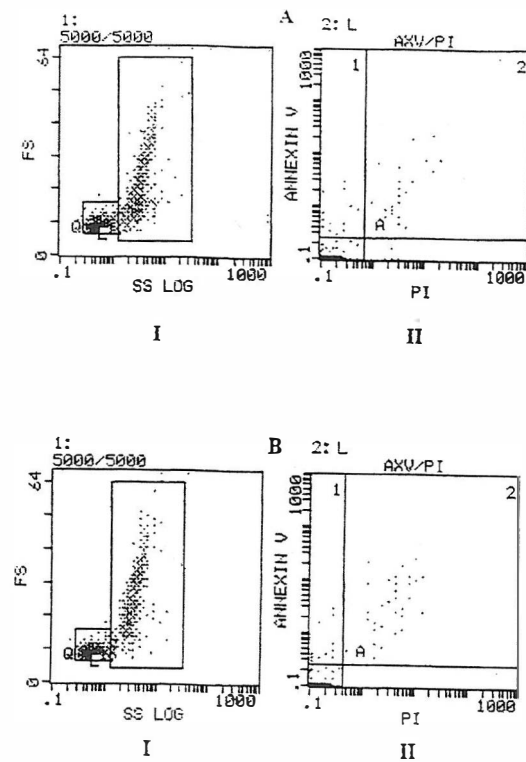 A
1:
5000/5000
64
FS
0
.1
1000
SS LOG
Q
L
I
2: L
AXV/PI
1
2
1000
ANNEXIN V
A
.1
.1
1000
PI
II
B
1:
5000/5000
64
FS
0
.1
1000
SS LOG
Q
L
I
2: L
AXV/PI
1
2
1000
ANNEXIN V
A
.1
.1
1000
PI
II